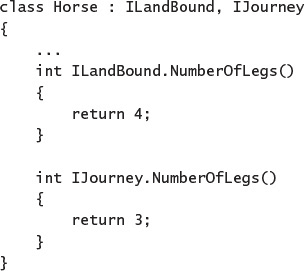 class Horse : ILandBound, IJourney
{
    ...
    int ILandBound.NumberOfLegs()
    {
        return 4;
    }

    int IJourney.NumberOfLegs()
    {
        return 3;
    }
}